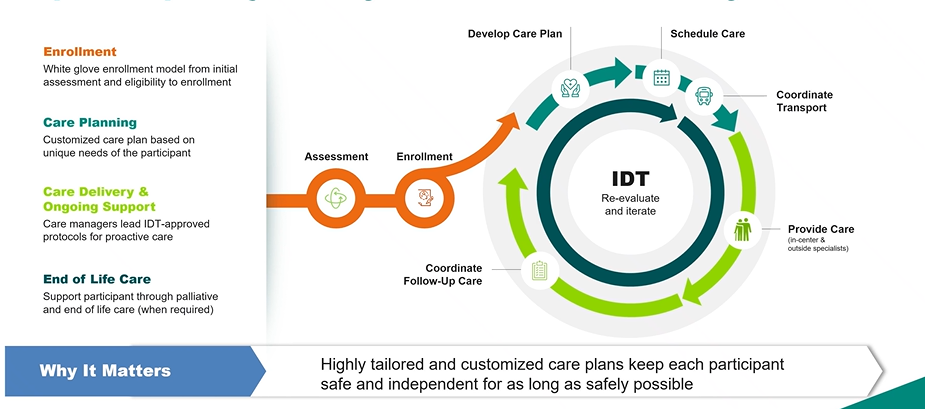 Enrollment
White glove enrollment model from initial
assessment and eligibility to enrollment
Care Planning
Customized care plan based on
unique needs of the participant
Care Delivery &
Ongoing Support
Care managers lead IDT-approved
protocols for proactive care
End of Life Care
Support participant through palliative
and end of life care (when required)
Assessment
Enrollment
Develop Care Plan
Schedule Care
Coordinate
Transport
IDT
Re-evaluate
and iterate
Provide Care
(in-center &
outside specialists)
Coordinate
Follow-Up Care
Why It Matters
Highly tailored and customized care plans keep each participant
safe and independent for as long as safely possible